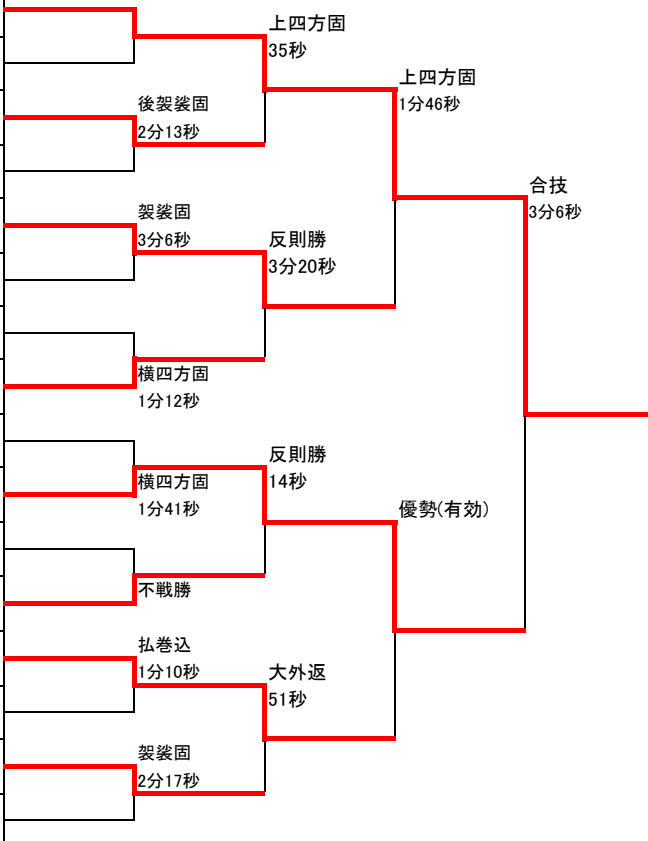 上四方固
35秒
上四方固
1分46秒
後袈裟固
2分13秒
合技
3分6秒
袈裟固
3分6秒
反則勝
3分20秒
横四方固
1分12秒
反則勝
14秒
横四方固
1分41秒
優勢(有効)
不戦勝
払巻込
1分10秒
大外返
51秒
袈裟固
2分17秒